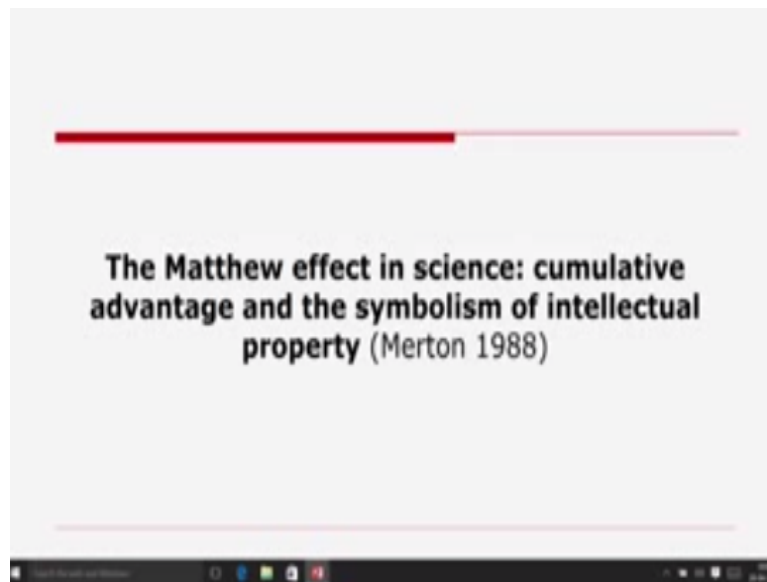 The Matthew effect in science: cumulative
advantage and the symbolism of intellectual
property (Merton 1988)